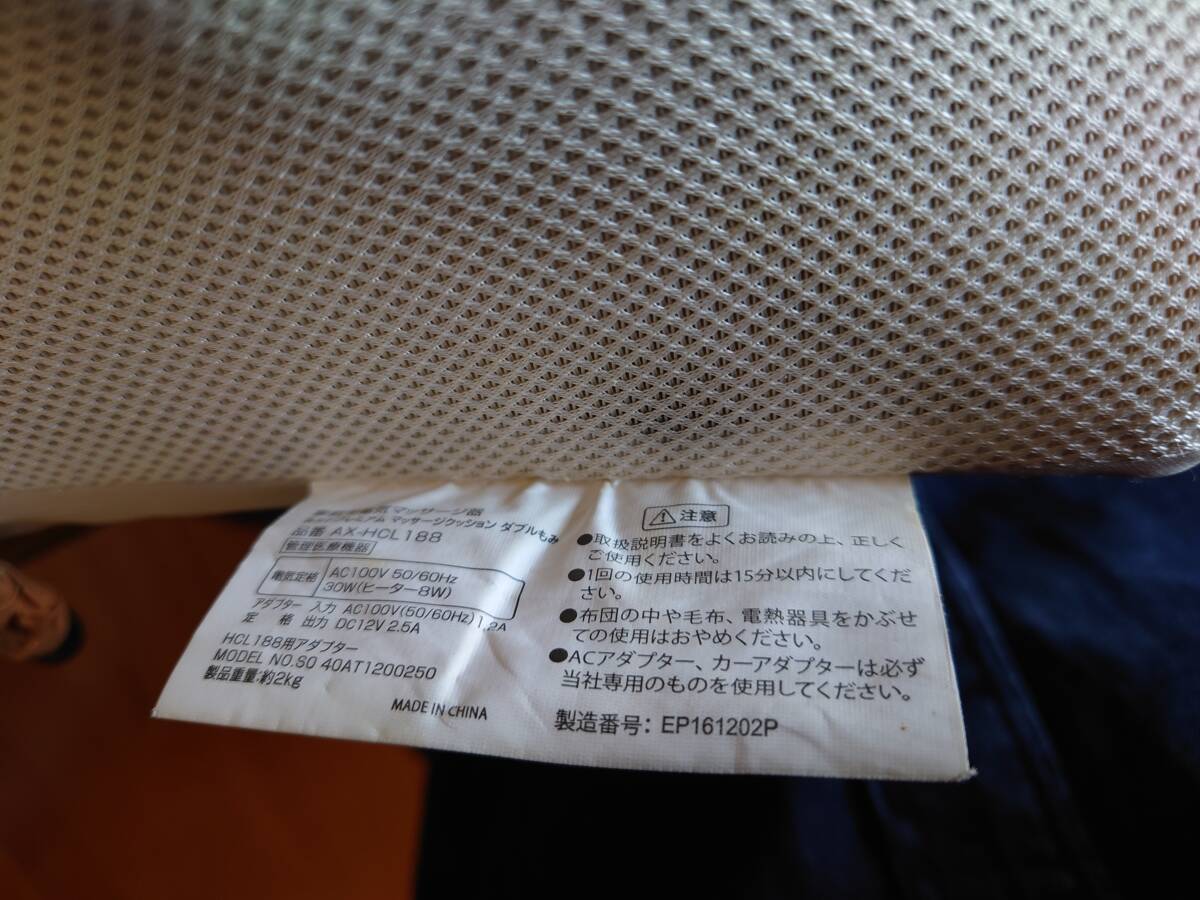 気マッサージ器
アム マッサージクッション ダブルもみ
品番 AX-HCL188
管理医療機器
電気定格 AC100V 50/60Hz
30W(ヒーター8W)
アダプター 入力 AC100V(50/60Hz)1.2A
定 格 出力 DC12V 2.5A
HCL188用アダプター
MODEL NO.SO 40AT1200250
製品重量:約2kg
MADE IN CHINA
⚠注意
●取扱説明書をよくお読みの上、正しく
ご使用ください。
●1回の使用時間は15分以内にしてくだ
さい。
●布団の中や毛布、電熱器具をかぶせ
ての使用はおやめください。
●ACアダプター、カーアダプターは必ず
当社専用のものを使用してください。
製造番号: EP161202P